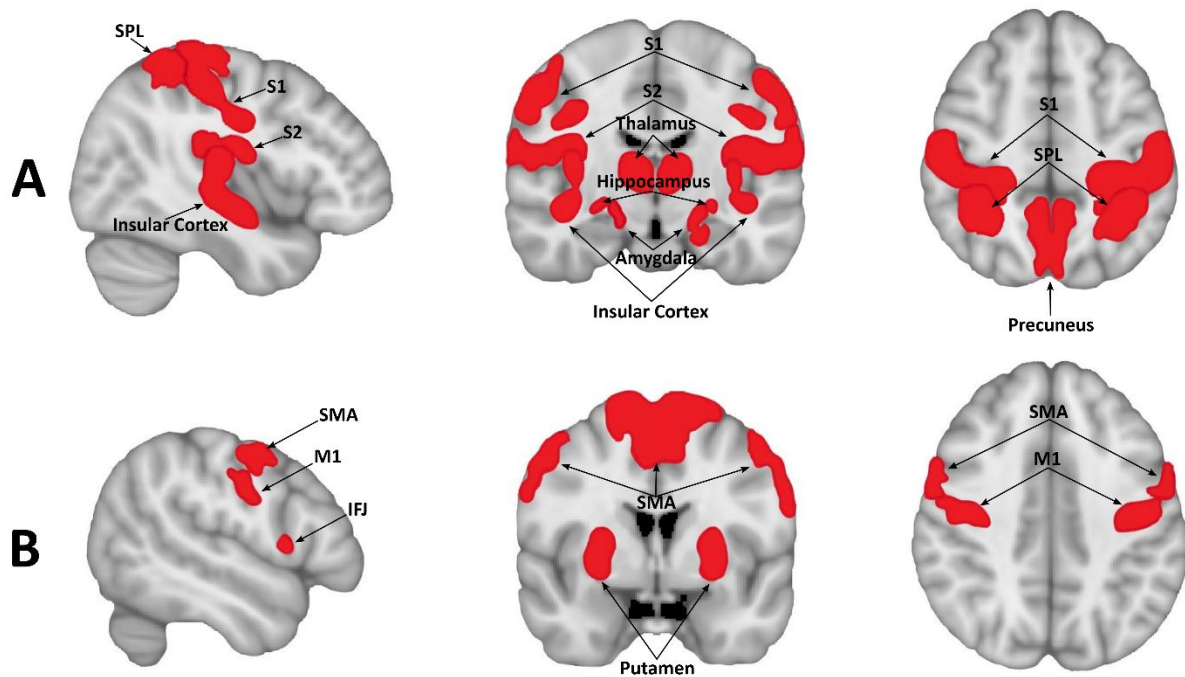 SPL
S1
S2
Insular Cortex
A
S1
S2
Thalamus
Hippocampus
Amygdala
Insular Cortex
S1
SPL
Precuneus
SMA
M1
IFJ
B
SMA
Putamen
SMA
M1